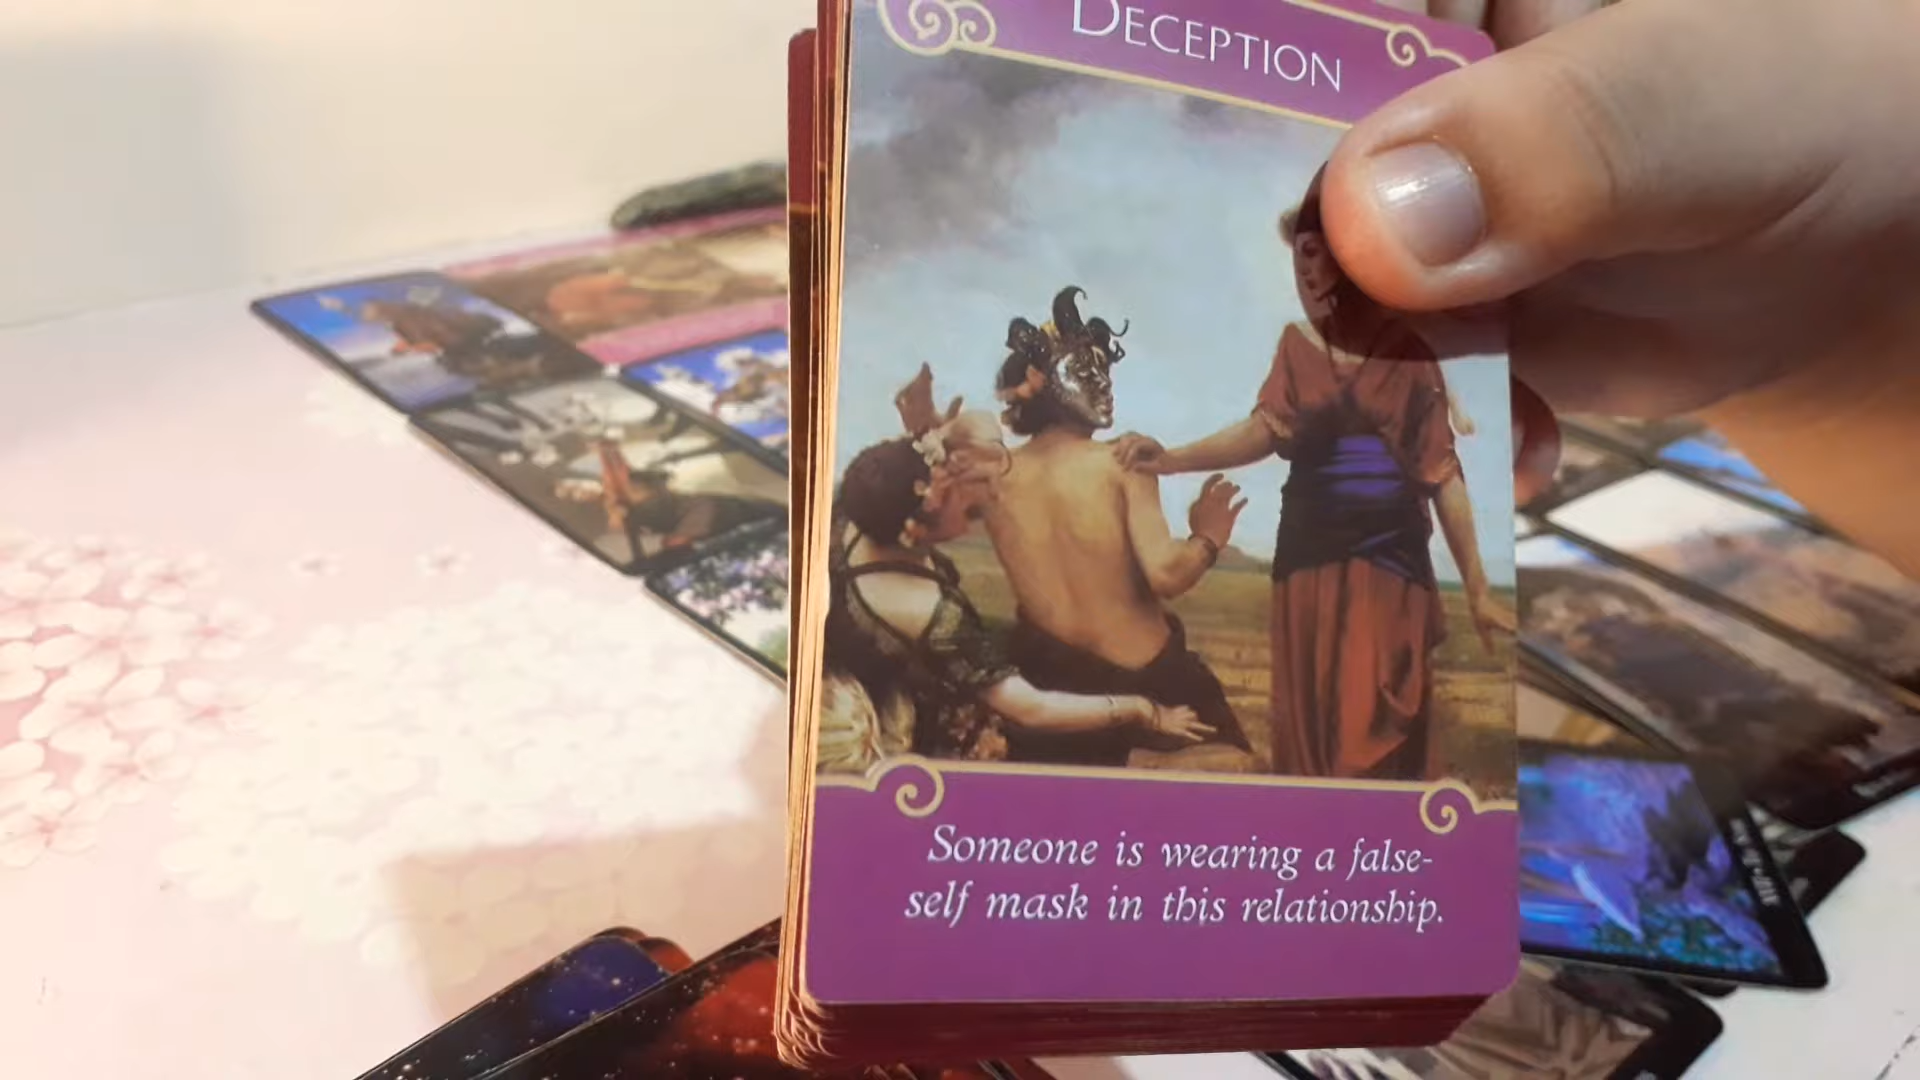 DECEPTION
Someone is wearing a false-
self mask in this relationship.